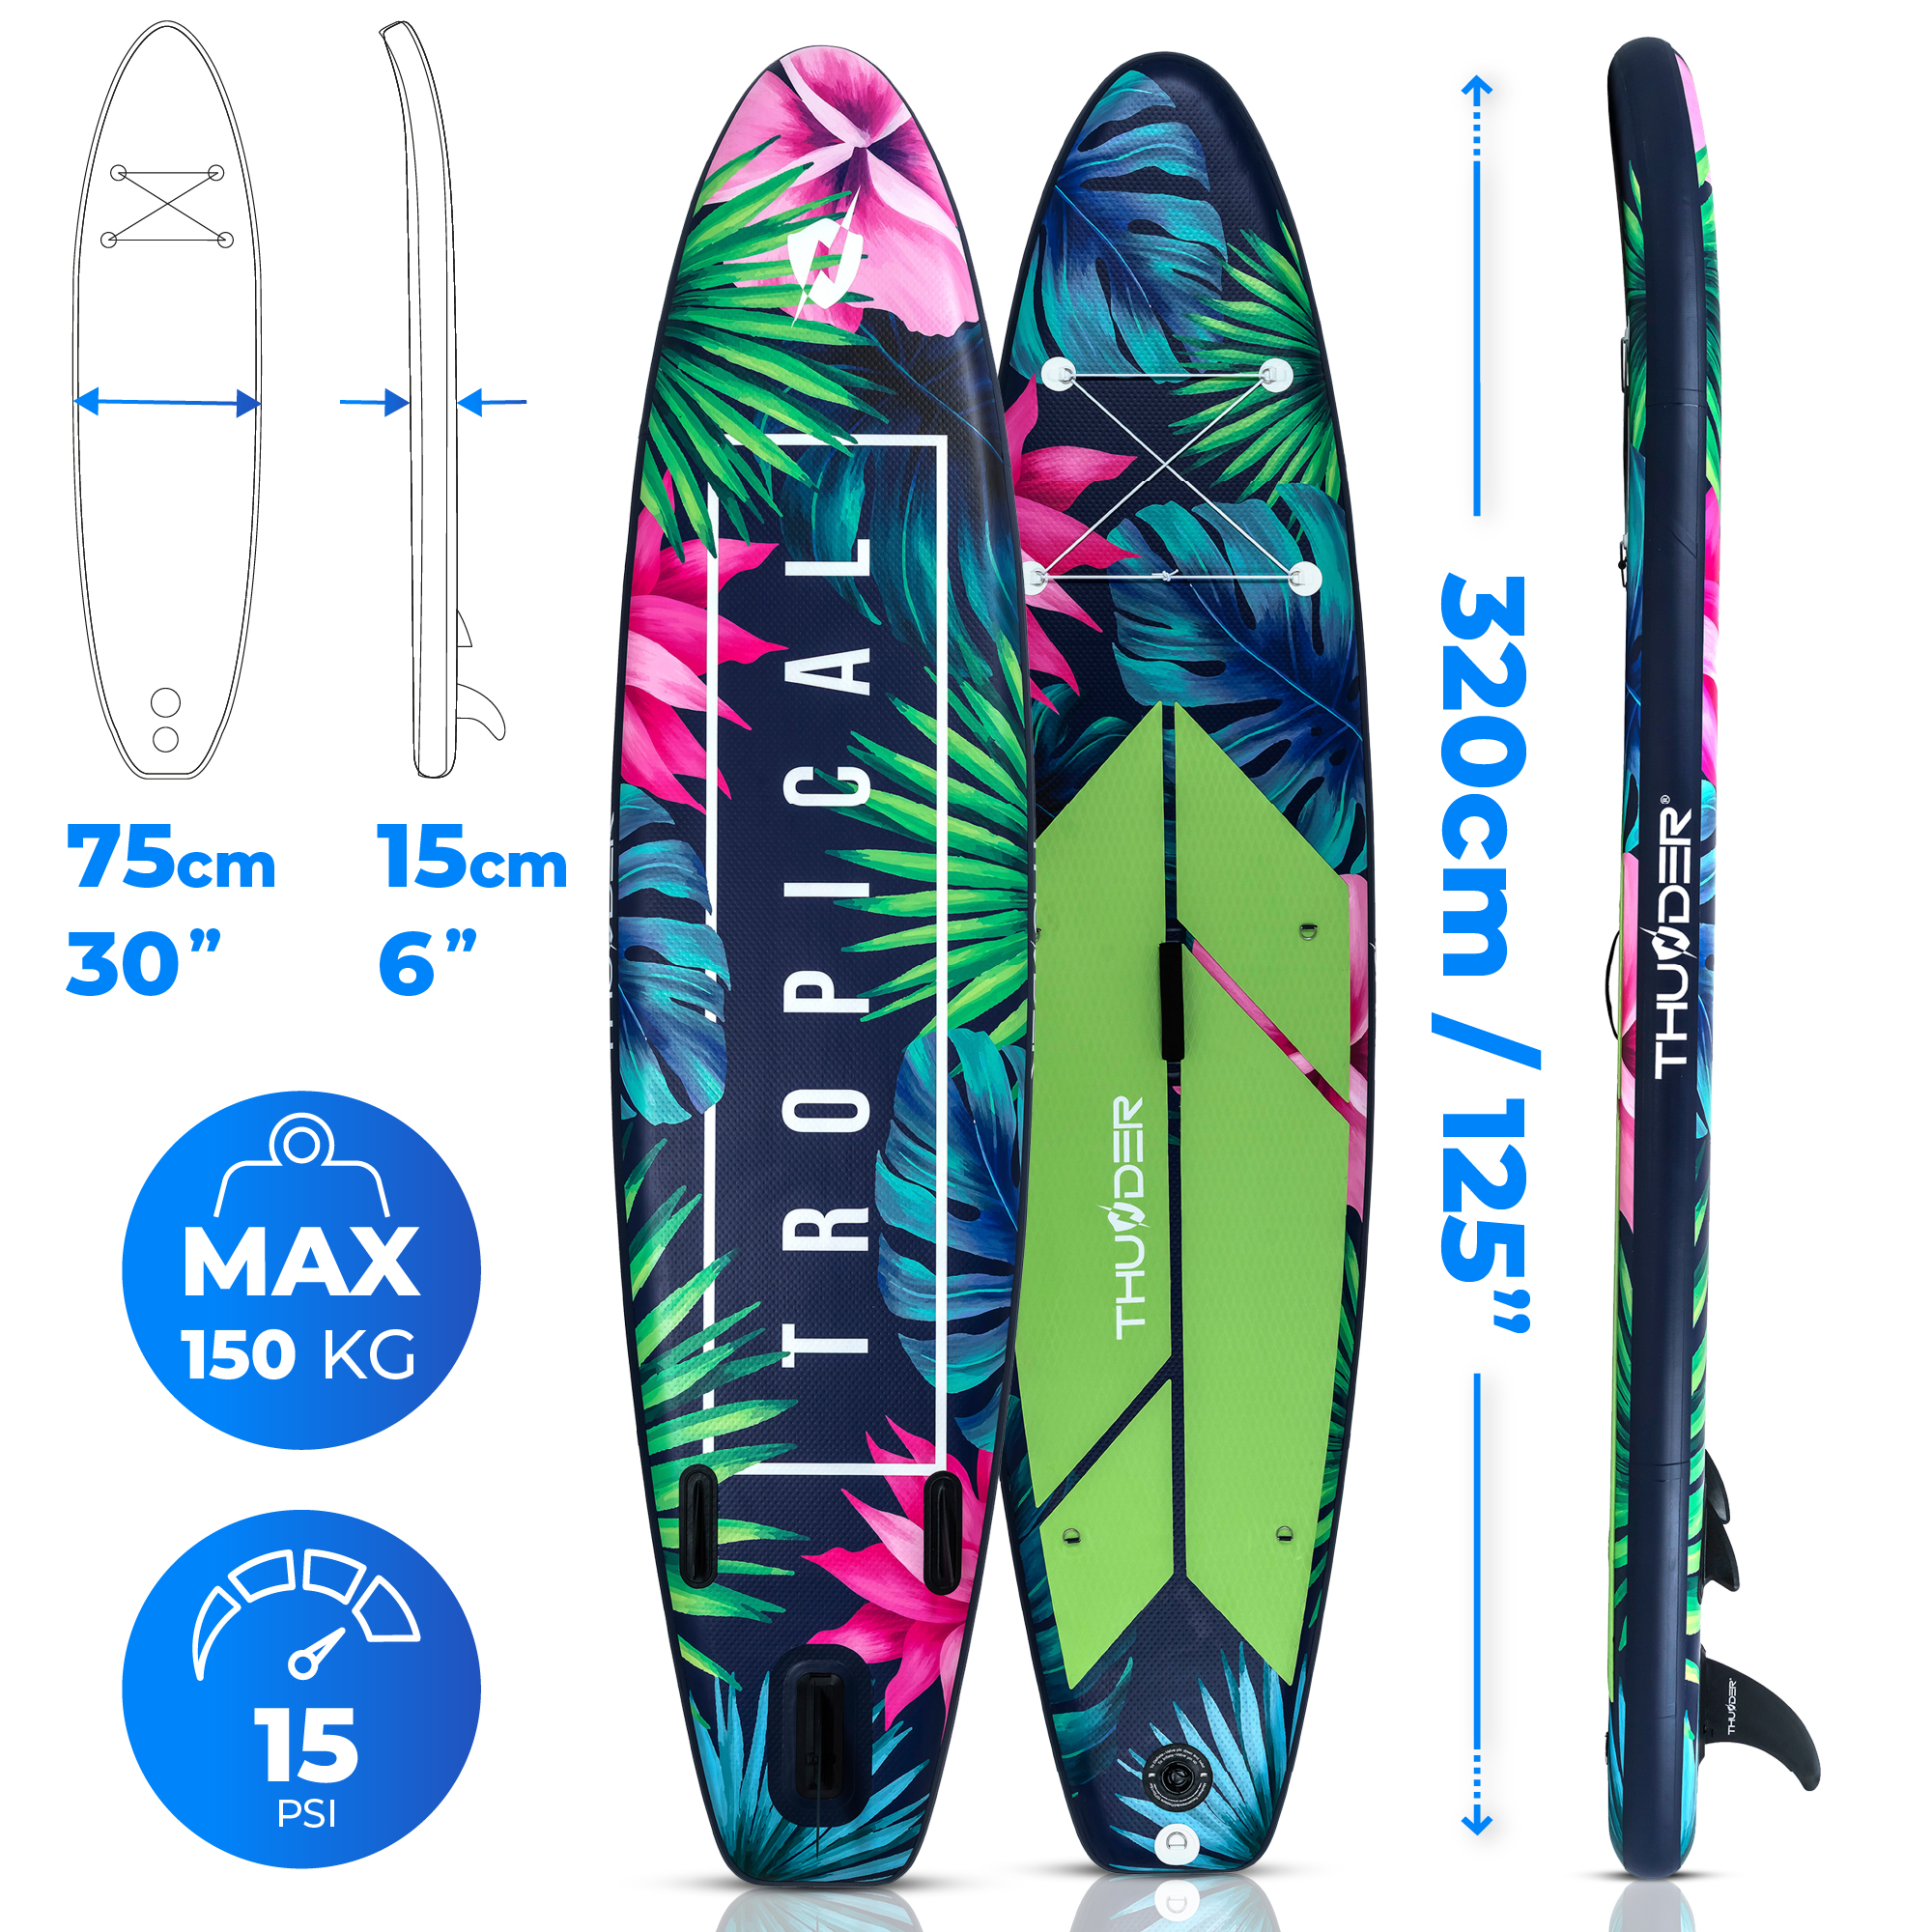 75cm
30”
15cm
6”
MAX
150 KG
15
PSI
TROPICAL
THUNDER
320cm / 125”
THUNDER®
THUNDER